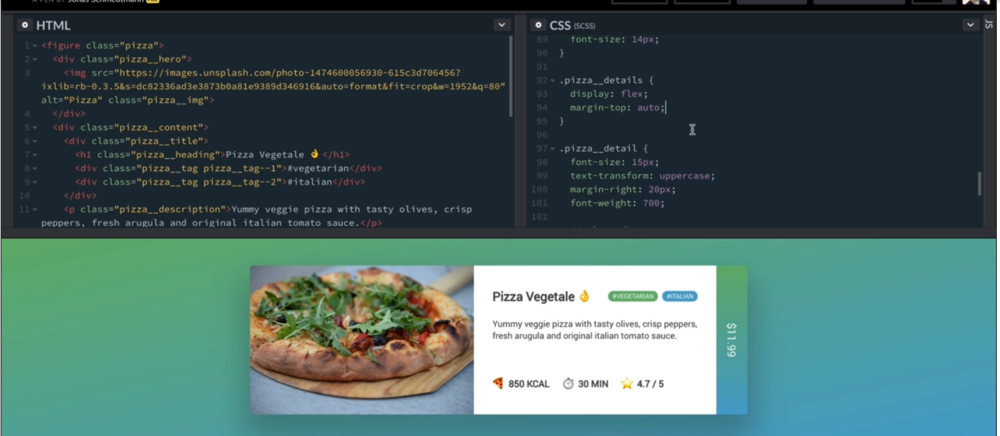 A PEN BY Jonas Schmedtmann PRO
HTML
1 <figure class="pizza">
2 <div class="pizza__hero">
3 <img src="https://images.unsplash.com/photo-1474600056930-615c3d706456?
ixlib=rb-0.3.5&s=dc82336ad3e3873b0a81e9389d346916&auto=format&fit=crop&w=1952&q=80"
alt="Pizza" class="pizza__img">
4 </div>
5 <div class="pizza__content">
6 <div class="pizza__title">
7 <h1 class="pizza__heading">Pizza Vegetale 👌</h1>
8 <div class="pizza__tag pizza__tag--1">#vegetarian</div>
9 <div class="pizza__tag pizza__tag--2">#italian</div>
10 </div>
11 <p class="pizza__description">Yummy veggie pizza with tasty olives, crisp
peppers, fresh arugula and original italian tomato sauce.</p>
CSS (SCSS)
89 font-size: 14px;
90 }
91
92 .pizza__details {
93 display: flex;
94 margin-top: auto;
95 }
96
97 .pizza__detail {
98 font-size: 15px;
99 text-transform: uppercase;
100 margin-right: 20px;
101 font-weight: 700;
102
JS
Pizza Vegetale 👌
#VEGETARIAN
#ITALIAN
Yummy veggie pizza with tasty olives, crisp peppers,
fresh arugula and original italian tomato sauce.
850 KCAL
30 MIN
4.7 / 5
$11.99